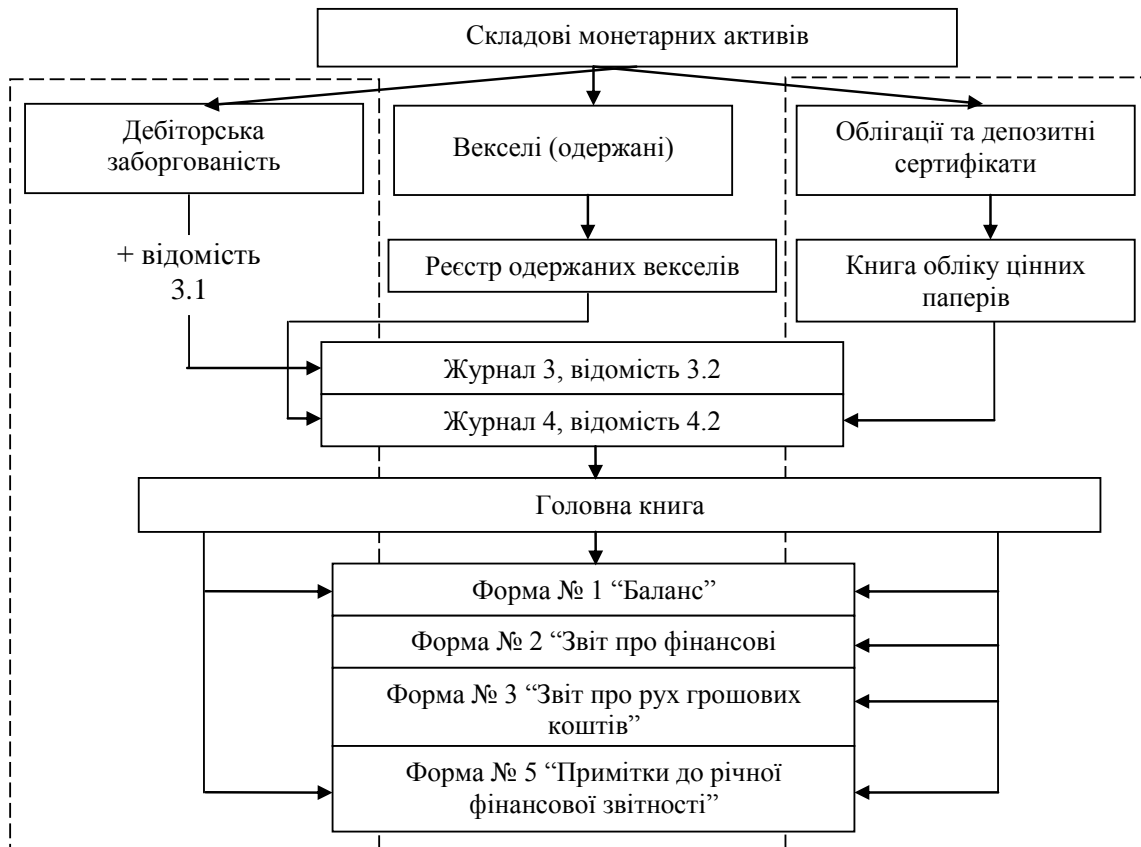 Складові монетарних активів
Дебіторська
заборгованість
Векселі (одержані)
Облігації та депозитні
сертифікати
+ відомість
3.1
Реєстр одержаних векселів
Книга обліку цінних
паперів
Журнал 3, відомість 3.2
Журнал 4, відомість 4.2
Головна книга
Форма № 1 “Баланс”
Форма № 2 “Звіт про фінансові
Форма № 3 “Звіт про рух грошових
коштів”
Форма № 5 “Примітки до річної
фінансової звітності”